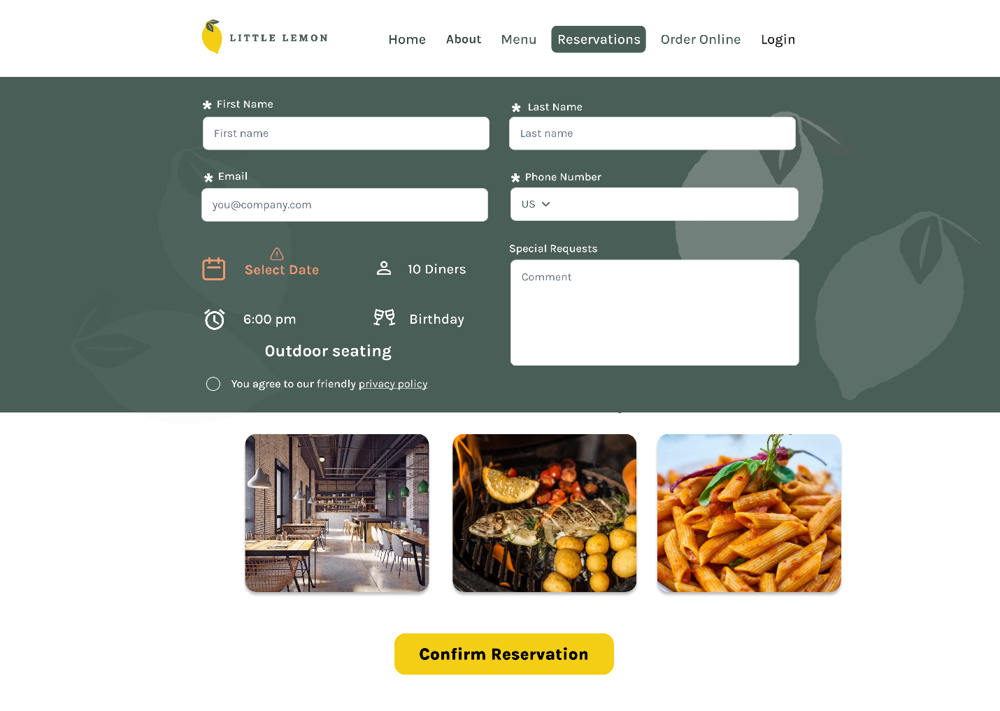 LITTLE LEMON
Home
About
Menu
Reservations
Order Online
Login
* First Name
* Last Name
First name
Last name
* Email
* Phone Number
you@company.com
US
Special Requests
Select Date
10 Diners
Comment
6:00 pm
Birthday
Outdoor seating
You agree to our friendly privacy policy
Confirm Reservation